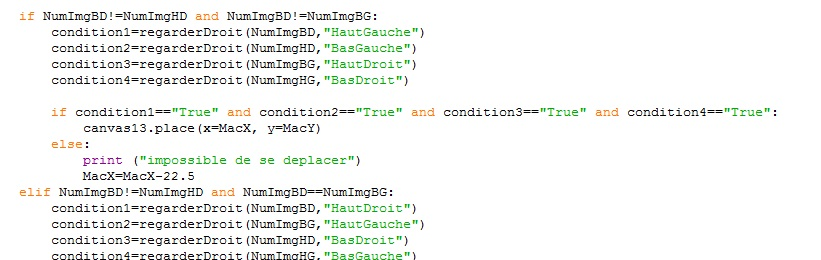 if NumImgBD!=NumImgHD and NumImgBD!=NumImgBG:
condition1=regarderDroit(NumImgBD,"HautGauche")
condition2=regarderDroit(NumImgHD,"BasGauche")
condition3=regarderDroit(NumImgBG,"HautDroit")
condition4=regarderDroit(NumImgHG,"BasDroit")
if condition1=="True" and condition2=="True" and condition3=="True" and condition4=="True":
canvas13.place(x=MacX, y=MacY)
else:
print ("impossible de se deplacer")
MacX=MacX-22.5
elif NumImgBD!=NumImgHD and NumImgBD==NumImgBG:
condition1=regarderDroit(NumImgBD,"HautDroit")
condition2=regarderDroit(NumImgBG,"HautGauche")
condition3=regarderDroit(NumImgHD,"BasDroit")
condition4=regarderDroit(NumImgHG,"BasGauche")